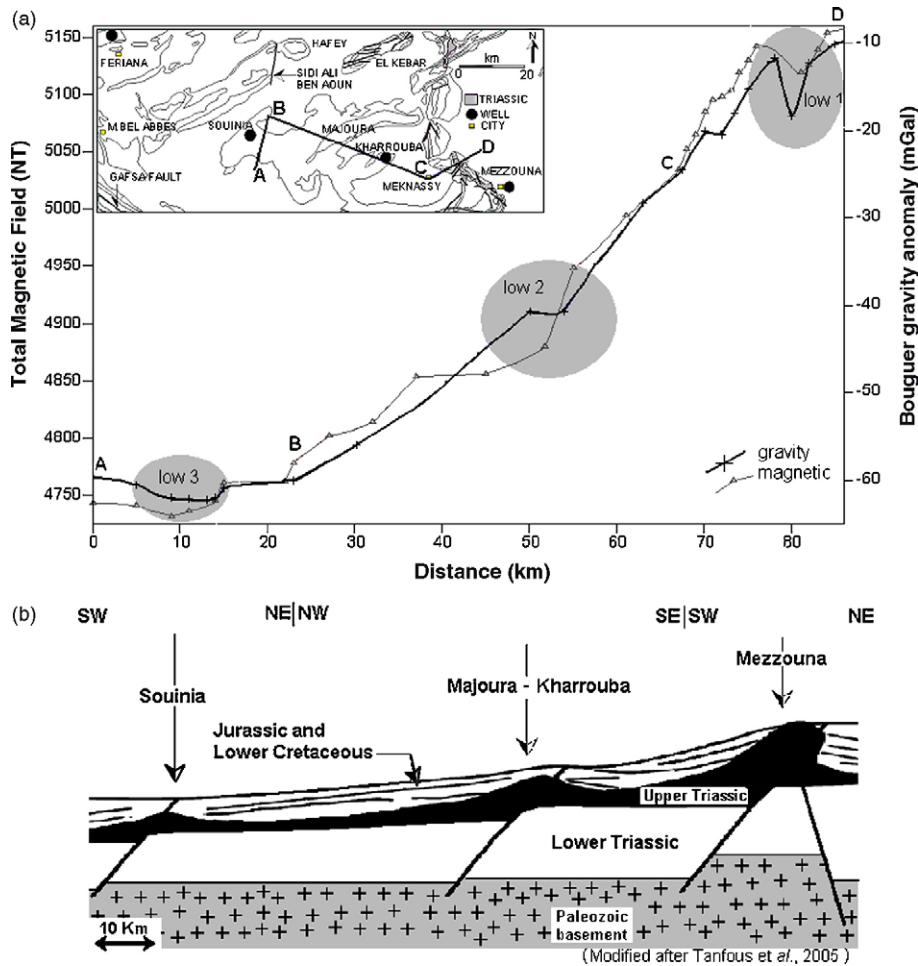 (a)
5150
5100
5050
5000
4950
4900
4850
4800
4750
Total Magnetic Field (NT)
FERIANA
HAFEY
SIDI ALI
BEN AOUN
EL KEBAR
N
km
0 20
TRIASSIC
WELL
CITY
M.BEL ABBES
SOUINIA
B
MAJOURA
KHARROUBA
A
C
D
MEKNASSY
MEZZOUNA
GAFSA FAULT
D
low 1
C
low 2
B
A
low 3
gravity
magnetic
-10
-20
-30
-40
-50
-60
Bouguer gravity anomaly (mGal)
0 10 20 30 40 50 60 70 80
Distance (km)
(b)
SW NE|NW SE|SW NE
Mezzouna
Souinia
Majoura - Kharrouba
Jurassic and
Lower Cretaceous
Upper Triassic
Lower Triassic
Paleozoic
basement
10 Km
(Modified after Tanfous et al., 2005 )